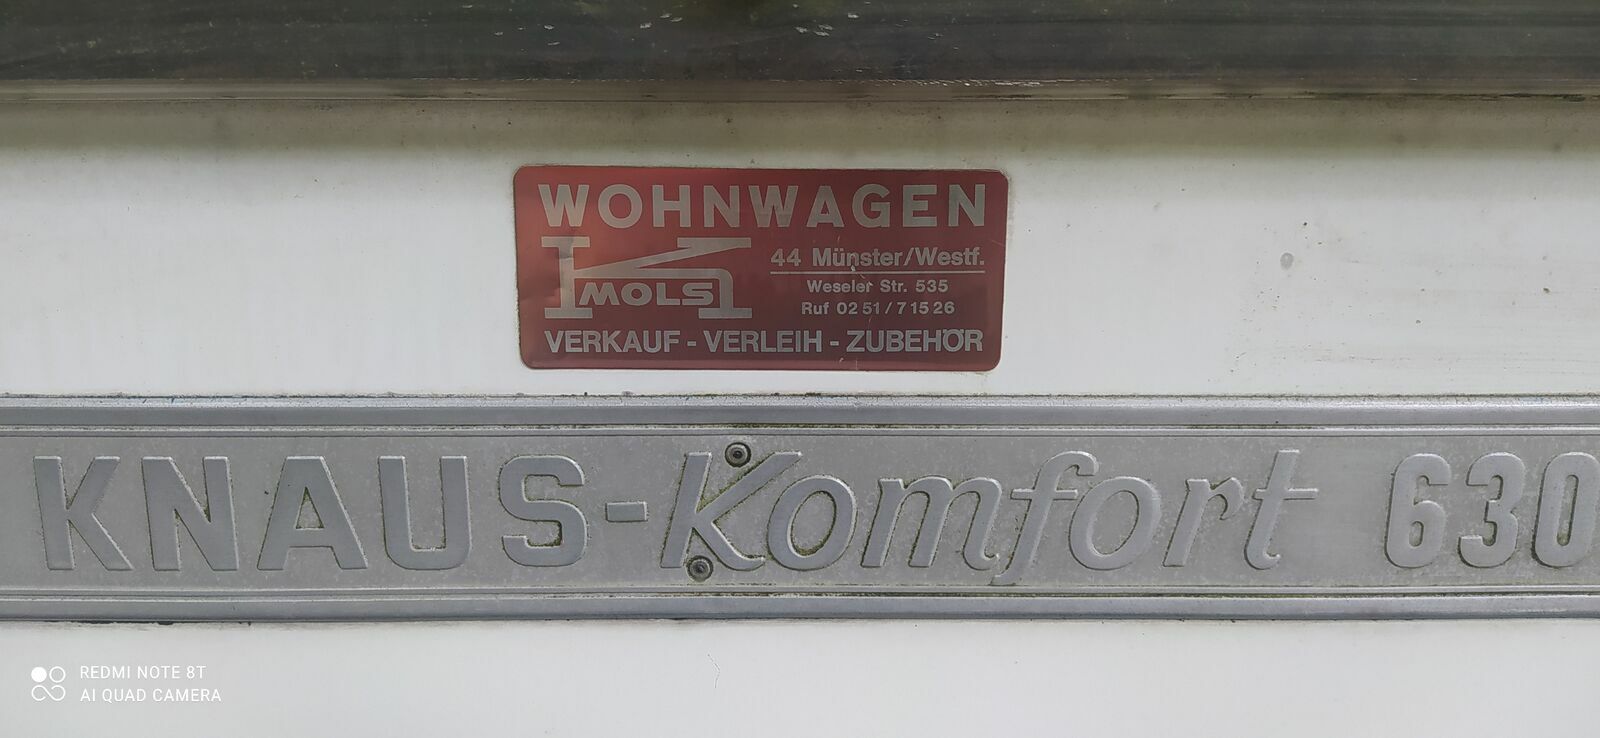 WOHNWAGEN
MOLS
44 Münster/Westf.
Weseler Str. 535
Ruf 02 51 / 7 15 26
VERKAUF - VERLEIH - ZUBEHÖR
KNAUS-Komfort 630
REDMI NOTE 8T
AI QUAD CAMERA